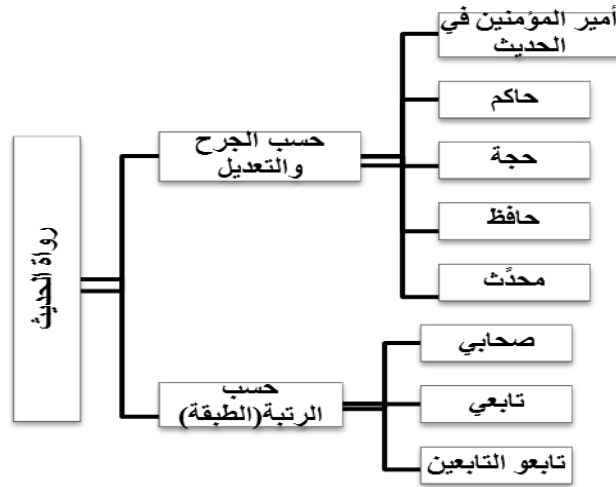 رواة الحديث
حسب الجرح
والتعديل
أمير المؤمنين في
الحديث
حاكم
حجة
حافظ
محدَّث
حسب
الرتبة(الطبقة)
صحابي
تابعي
تابعو التابعين